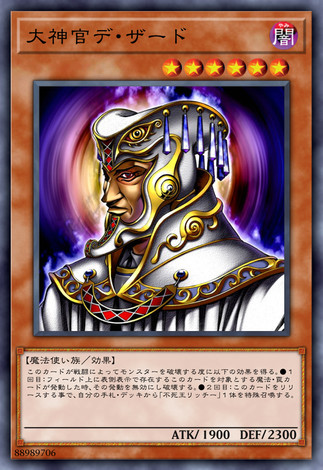 大神官デ・ザード
やみ
闇
【魔法使い族／効果】
このカードが戦闘によってモンスターを破壊する度に以下の効果を得る。●１
回目：フィールド上に表側表示で存在するこのカードを対象とする魔法・罠カ
ードが発動した時、その発動を無効にし破壊する。●２回目：このカードをリリ
ースする事で、自分の手札・デッキから「不死王リッチー」１体を特殊召喚する。
ATK/ 1900 DEF/2300
88989706